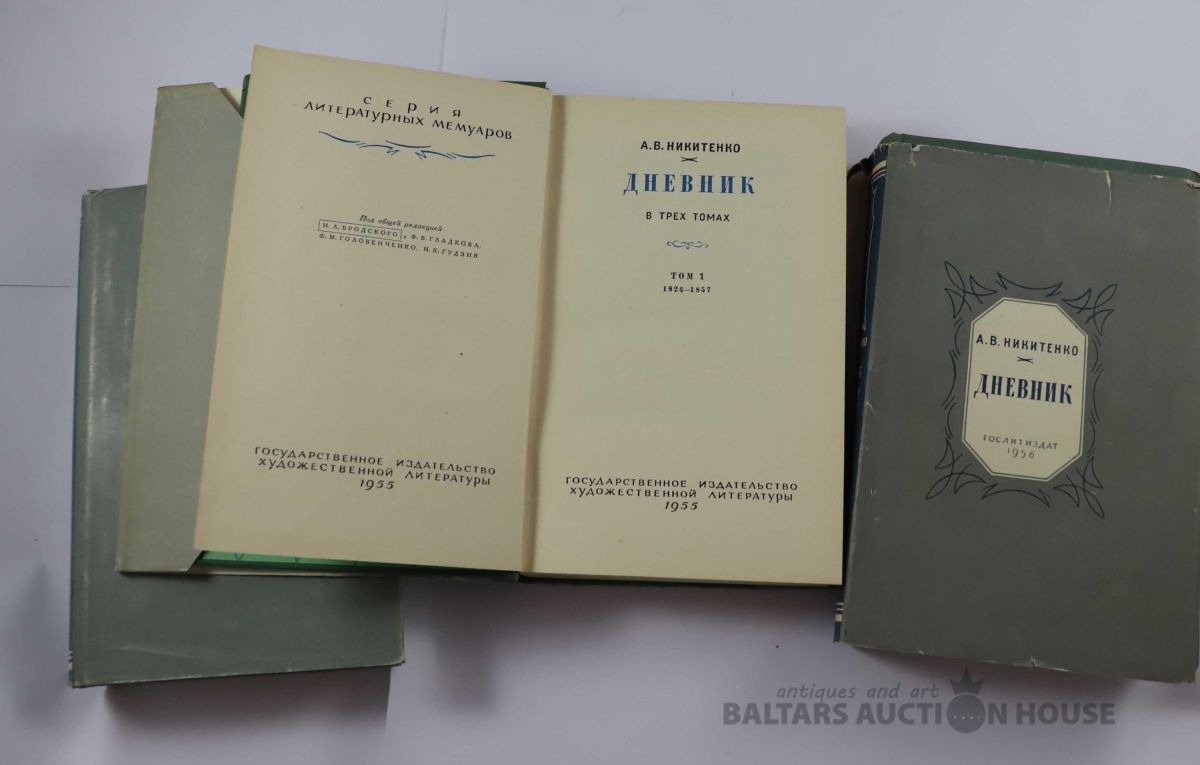 СЕРИЯ
ЛИТЕРАТУРНЫХ МЕМУАРОВ
Под общей редакцией
Н. Л. БРОДСКОГО, Ф. В. ГЛАДКОВА,
Ф. М. ГОЛОВЕНЧЕНКО, Н. К. ГУДЗИЯ
ГОСУДАРСТВЕННОЕ ИЗДАТЕЛЬСТВО
ХУДОЖЕСТВЕННОЙ ЛИТЕРАТУРЫ
1955
А. В. НИКИТЕНКО
ДНЕВНИК
В ТРЕХ ТОМАХ
ТОМ 1
1826—1857
ГОСУДАРСТВЕННОЕ ИЗДАТЕЛЬСТВО
ХУДОЖЕСТВЕННОЙ ЛИТЕРАТУРЫ
1955
А. В. НИКИТЕНКО
ДНЕВНИК
ГОСЛИТИЗДАТ
1956
antiques and art
BALTARS AUCTION HOUSE